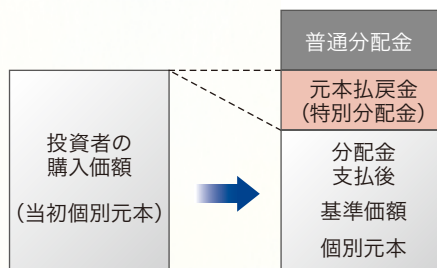 普通分配金
元本払戻金
(特別分配金)
投資者の
購入価額
(当初個別元本)
分配金
支払後
基準価額
個別元本